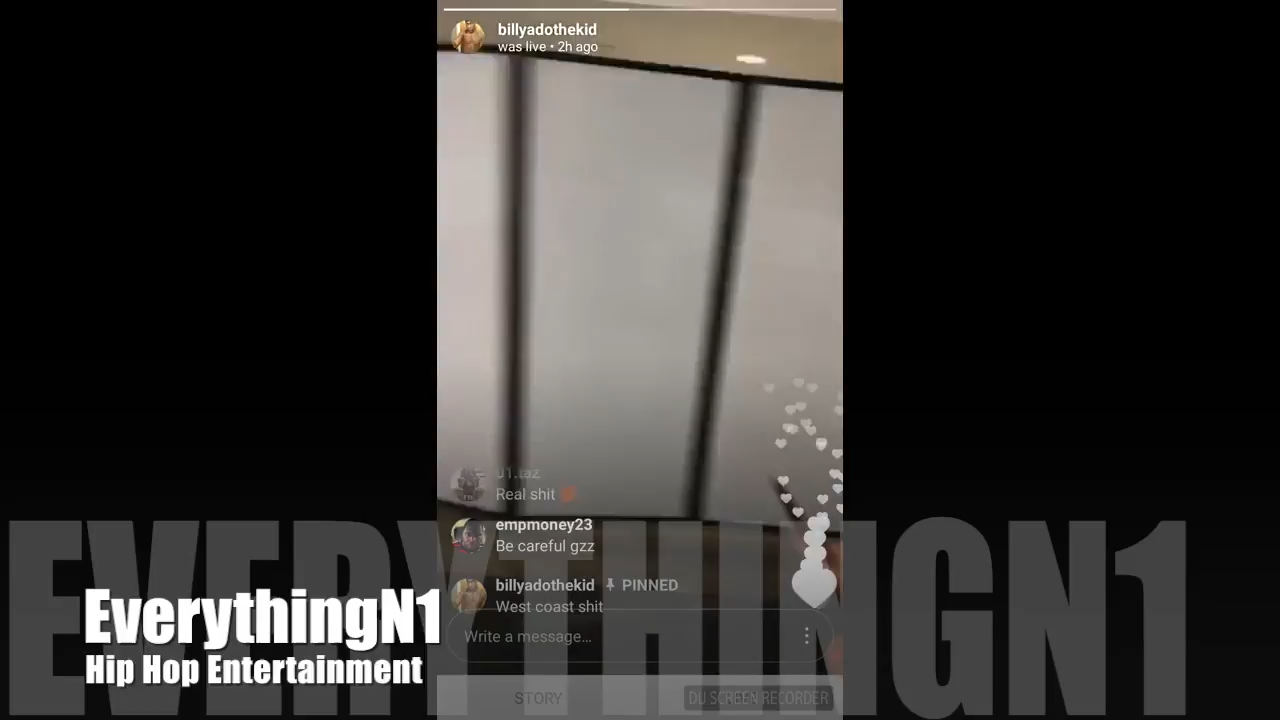 billyadothekid
was live • 2h ago
Real shit
empmoney23
Be careful gzz
billyadothekid PINNED
West coast shit
Write a message...
STORY
DU SCREEN RECORDER
EVERYTHINGN1
EverythingN1
Hip Hop Entertainment